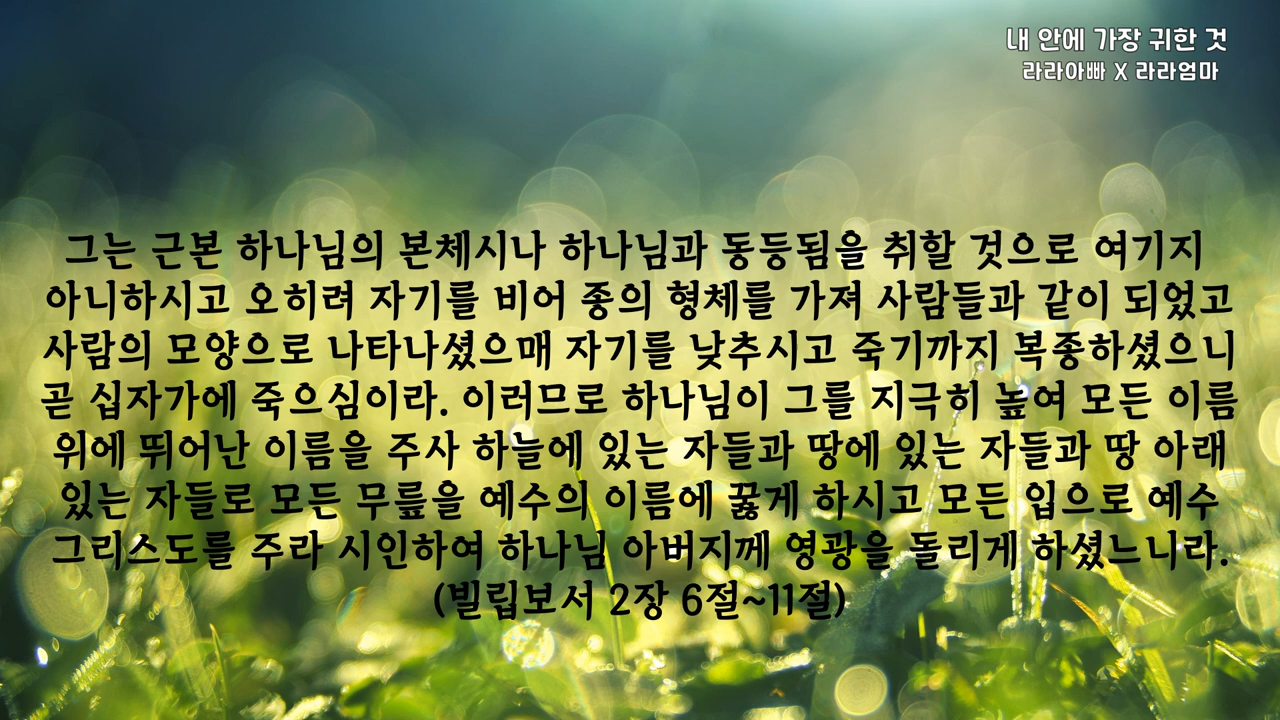 내 안에 가장 귀한 것
라라아빠 X 라라엄마
그는 근본 하나님의 본체시나 하나님과 동등됨을 취할 것으로 여기지
아니하시고 오히려 자기를 비어 종의 형체를 가져 사람들과 같이 되었고
사람의 모양으로 나타나셨으매 자기를 낮추시고 죽기까지 복종하셨으니
곧 십자가에 죽으심이라. 이러므로 하나님이 그를 지극히 높여 모든 이름
위에 뛰어난 이름을 주사 하늘에 있는 자들과 땅에 있는 자들과 땅 아래
있는 자들로 모든 무릎을 예수의 이름에 꿇게 하시고 모든 입으로 예수
그리스도를 주라 시인하여 하나님 아버지께 영광을 돌리게 하셨느니라.
(빌립보서 2장 6절~11절)